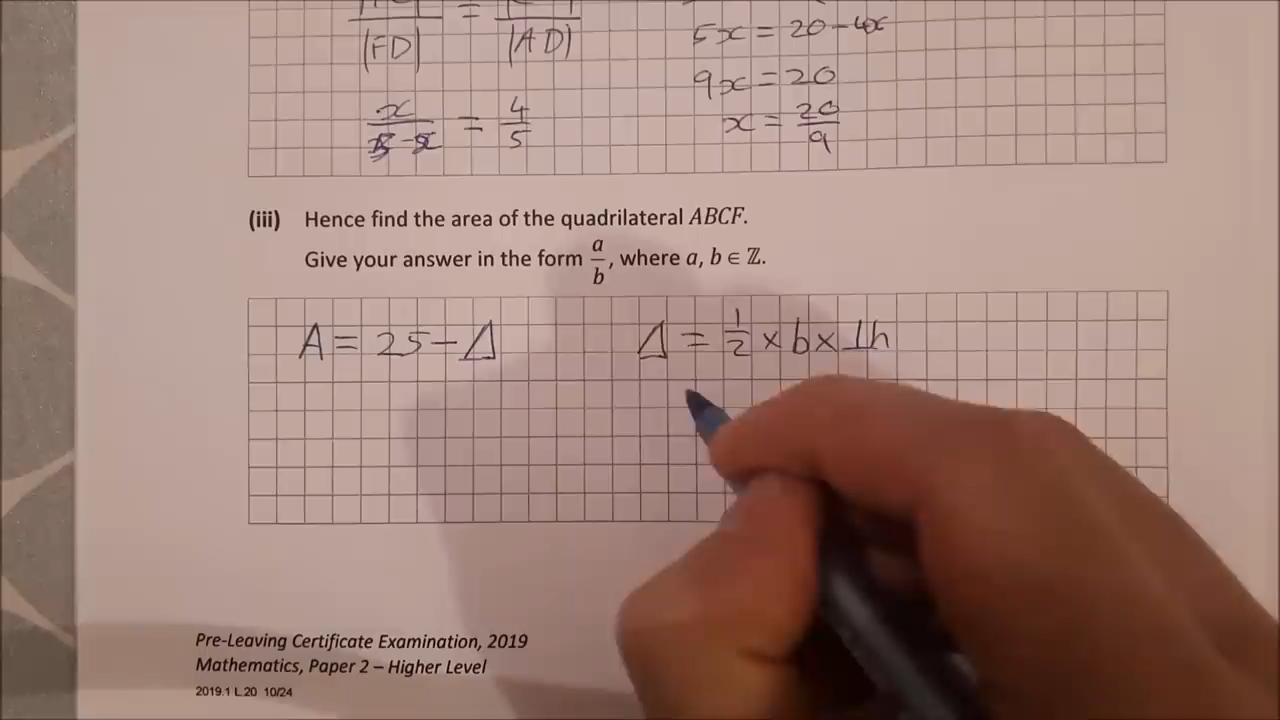 |FD| = |AD|
5x = 20 - 4x
9x = 20
x / 5 - x = 4 / 5
x = 20 / 9
(iii) Hence find the area of the quadrilateral ABCF.
Give your answer in the form a/b, where a, b ∈ ℤ.
A = 25 - Δ
Δ = 1/2 × b × ⊥h
Pre-Leaving Certificate Examination, 2019
Mathematics, Paper 2 – Higher Level
2019.1 L.20 10/24